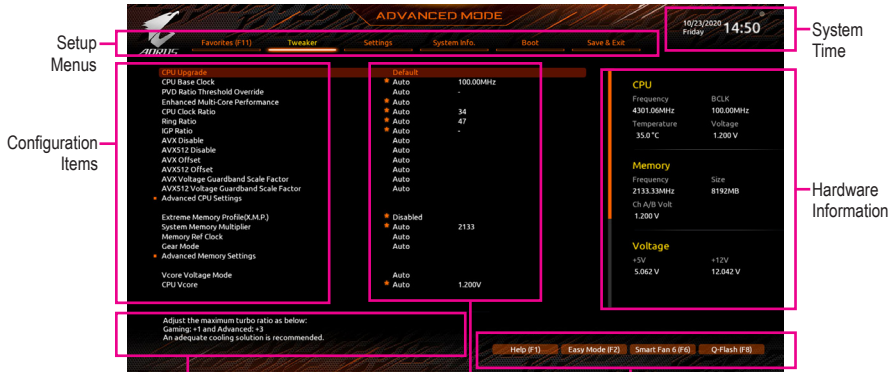 ADVANCED MODE
10/23/2020 14:50
Friday
System
Time
Setup
Menus
AORUS
Favorites (F11) Tweaker Settings System Info. Boot Save & Exit
Configuration
Items
CPU Upgrade Default
CPU Base Clock Auto 100.00MHz
PVD Ratio Threshold Override Auto -
Enhanced Multi-Core Performance Auto
CPU Clock Ratio Auto 34
Ring Ratio Auto 47
IGP Ratio Auto -
AVX Disable Auto
AVX512 Disable Auto
AVX Offset Auto
AVX512 Offset Auto
AVX Voltage Guardband Scale Factor Auto
AVX512 Voltage Guardband Scale Factor Auto
Advanced CPU Settings
Extreme Memory Profile(X.M.P.) Disabled
System Memory Multiplier Auto 2133
Memory Ref Clock Auto
Gear Mode Auto
Advanced Memory Settings
Vcore Voltage Mode Auto
CPU Vcore Auto 1.200V
CPU
Frequency BCLK
4301.06MHz 100.00MHz
Temperature Voltage
35.0 °C 1.200 V
Memory
Frequency Size
2133.33MHz 8192MB
Ch A/B Volt
1.200 V
Voltage
+5V +12V
5.062 V 12.042 V
Hardware
Information
Adjust the maximum turbo ratio as below:
Gaming: +1 and Advanced: +3
An adequate cooling solution is recommended.
Help (F1) Easy Mode (F2) Smart Fan 6 (F6) Q-Flash (F8)